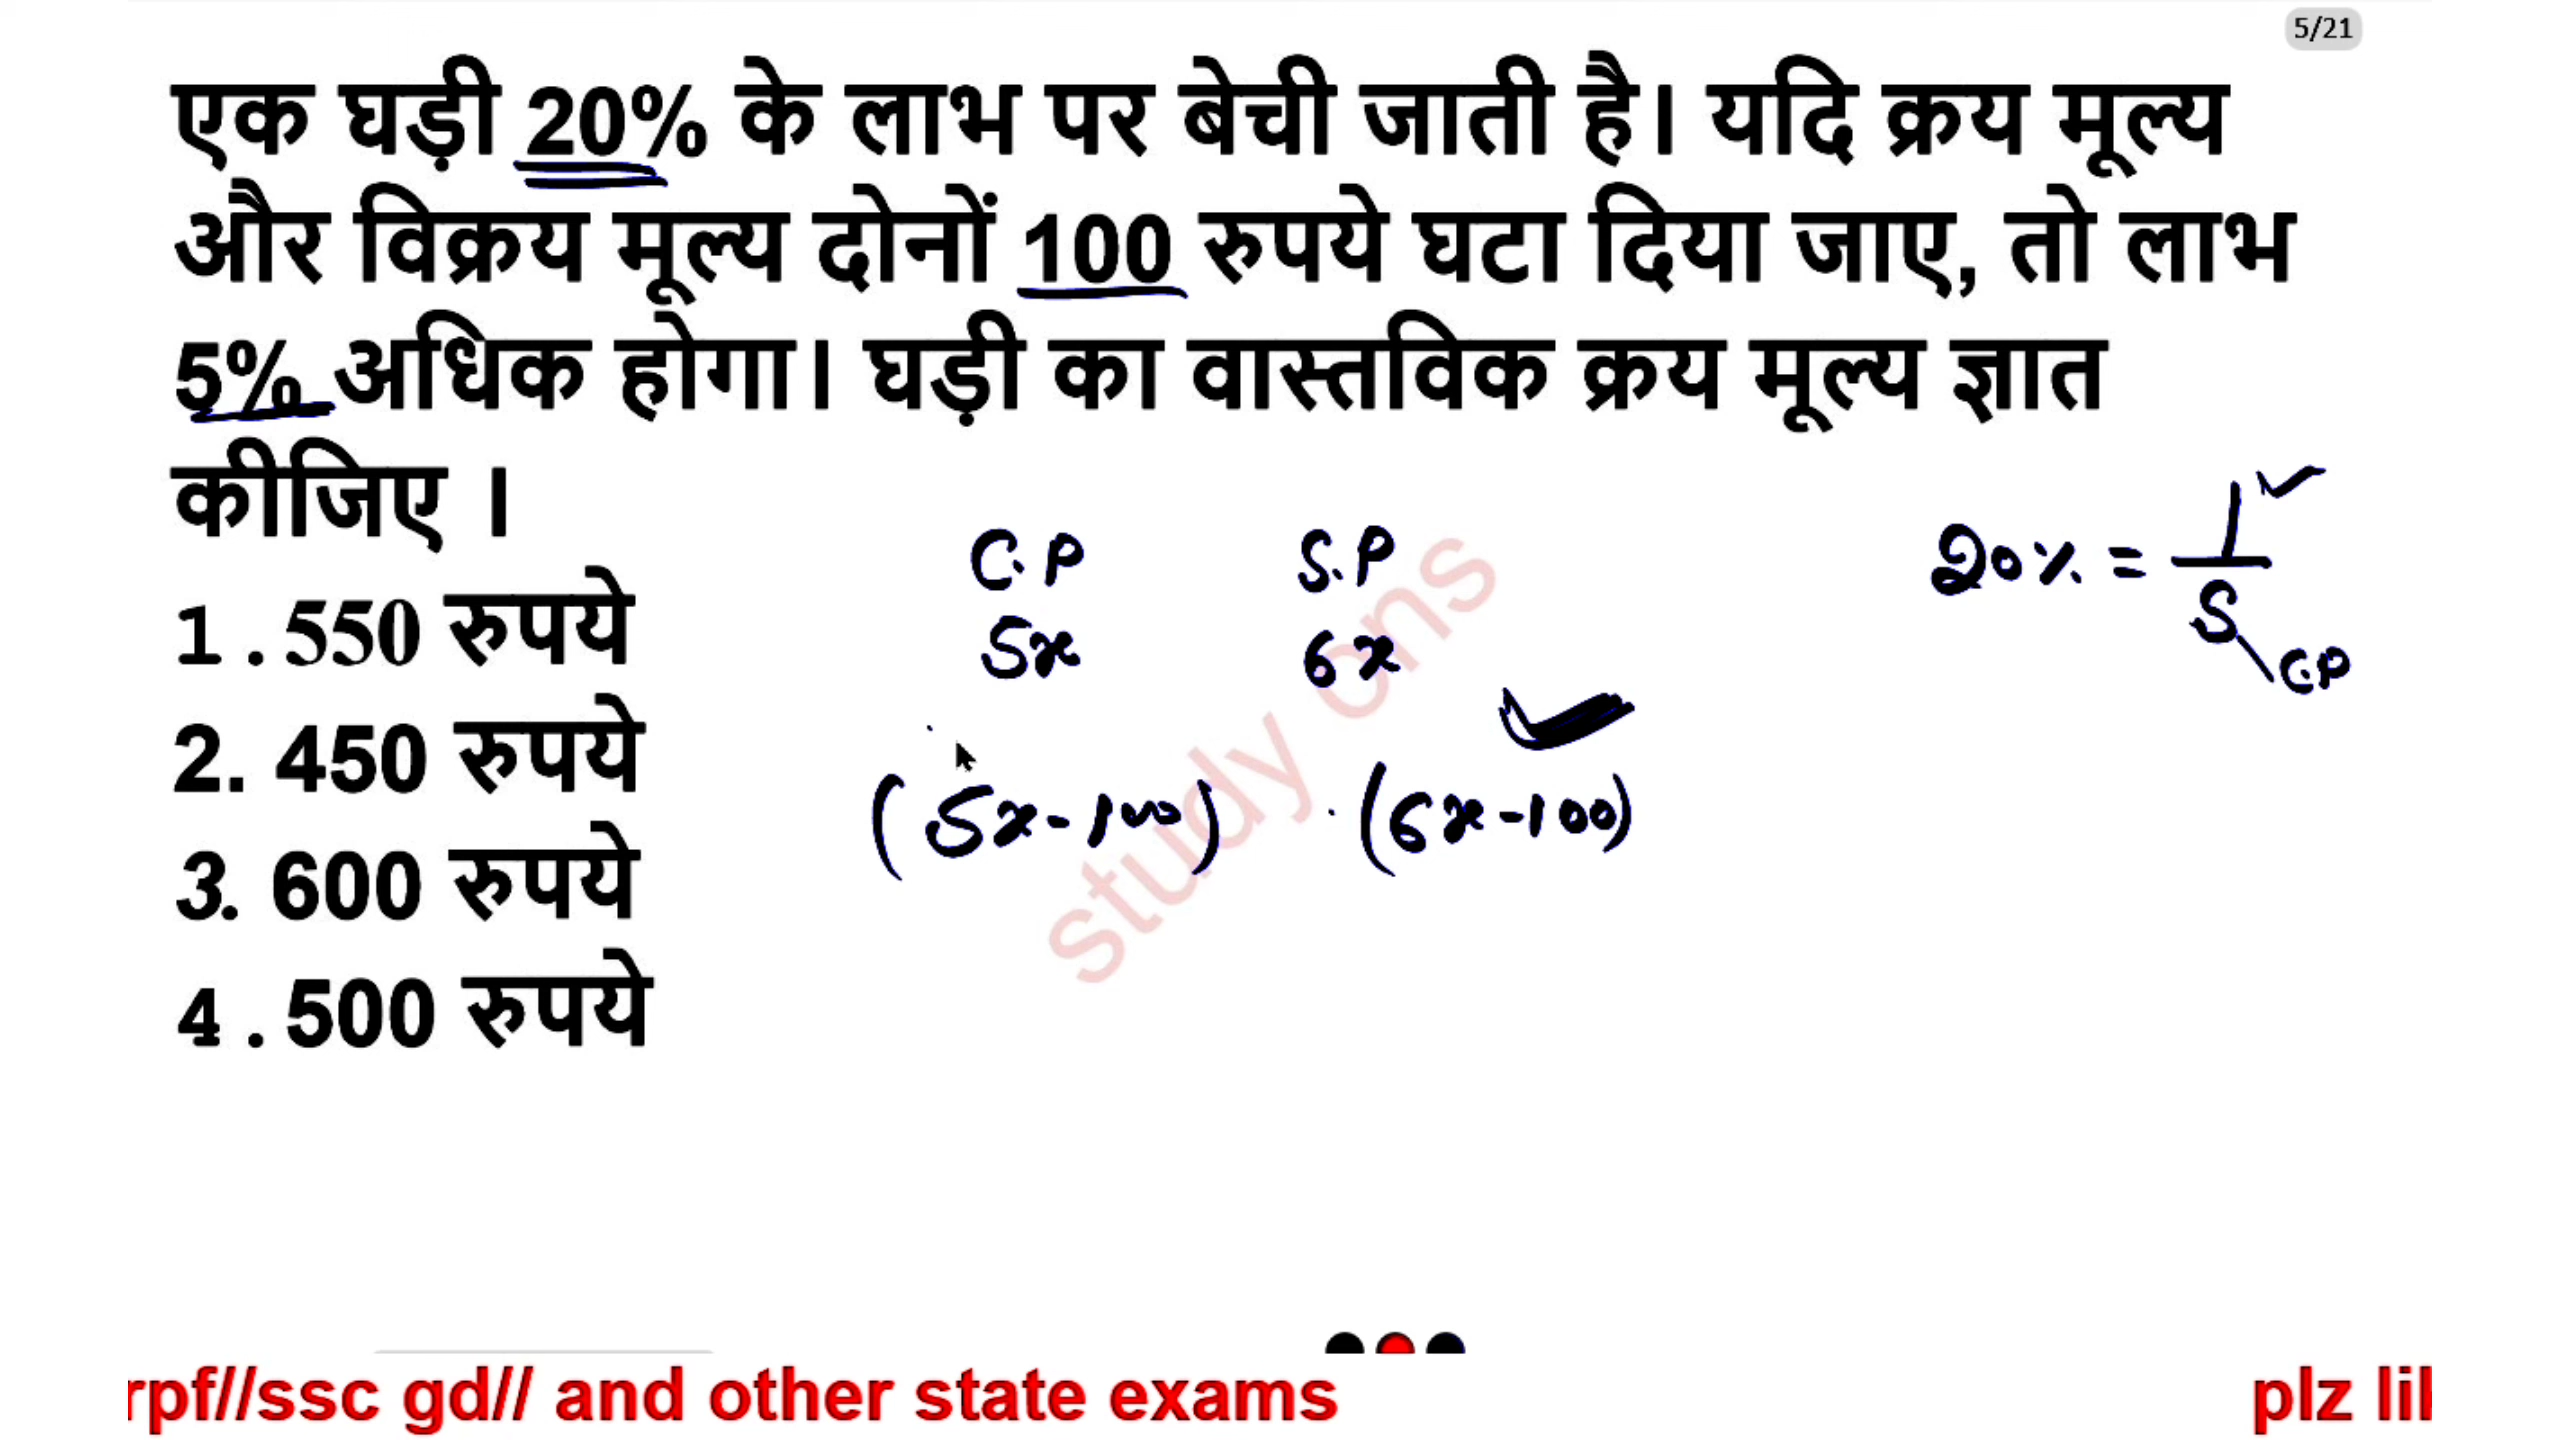 5/21
एक घड़ी 20% के लाभ पर बेची जाती है। यदि क्रय मूल्य
और विक्रय मूल्य दोनों 100 रुपये घटा दिया जाए, तो लाभ
5% अधिक होगा। घड़ी का वास्तविक क्रय मूल्य ज्ञात
कीजिए ।
1.550 रुपये
2. 450 रुपये
3. 600 रुपये
4.500 रुपये
C.P S.P
5x 6x
(5x-100) (6x-100)
20% = 1/5
C.P
study ons
rpf//ssc gd// and other state exams plz lik